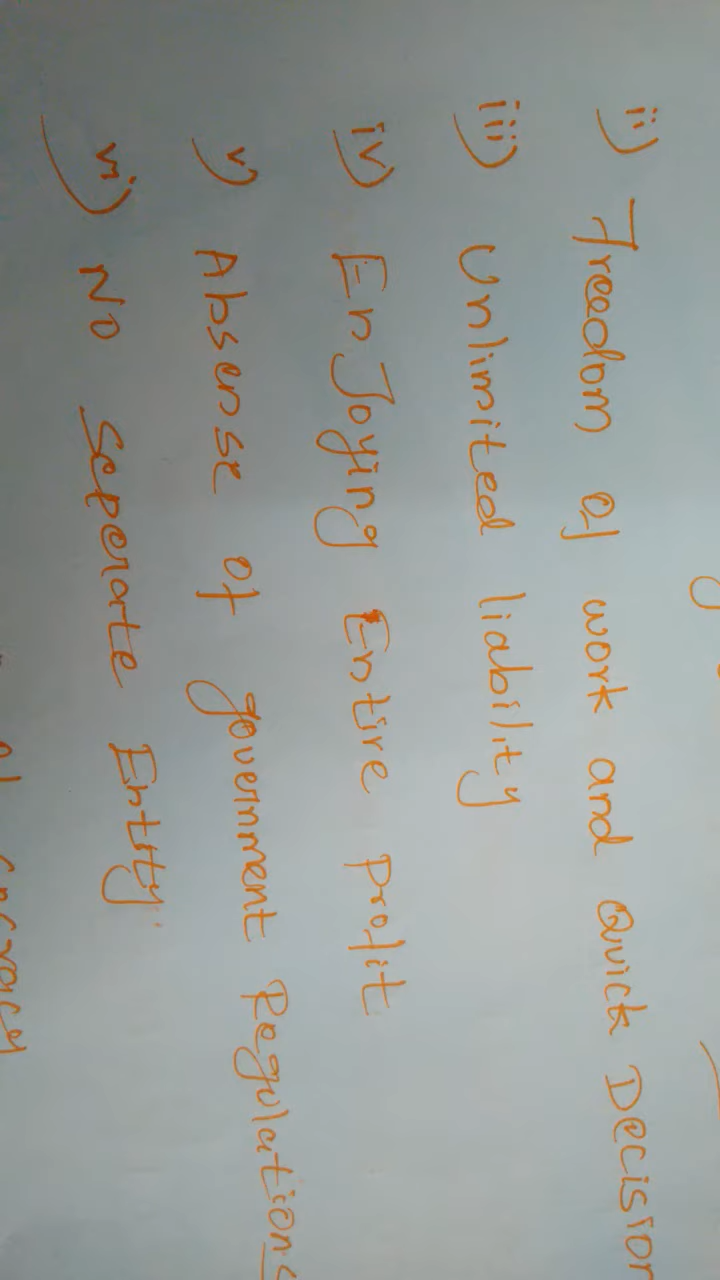 ii) Freedom of work and Quick Decision
iii) Unlimited liability
iv) EnJoying Entire profit
v) Absense of government Regulations
vi) No Seperate Entity.